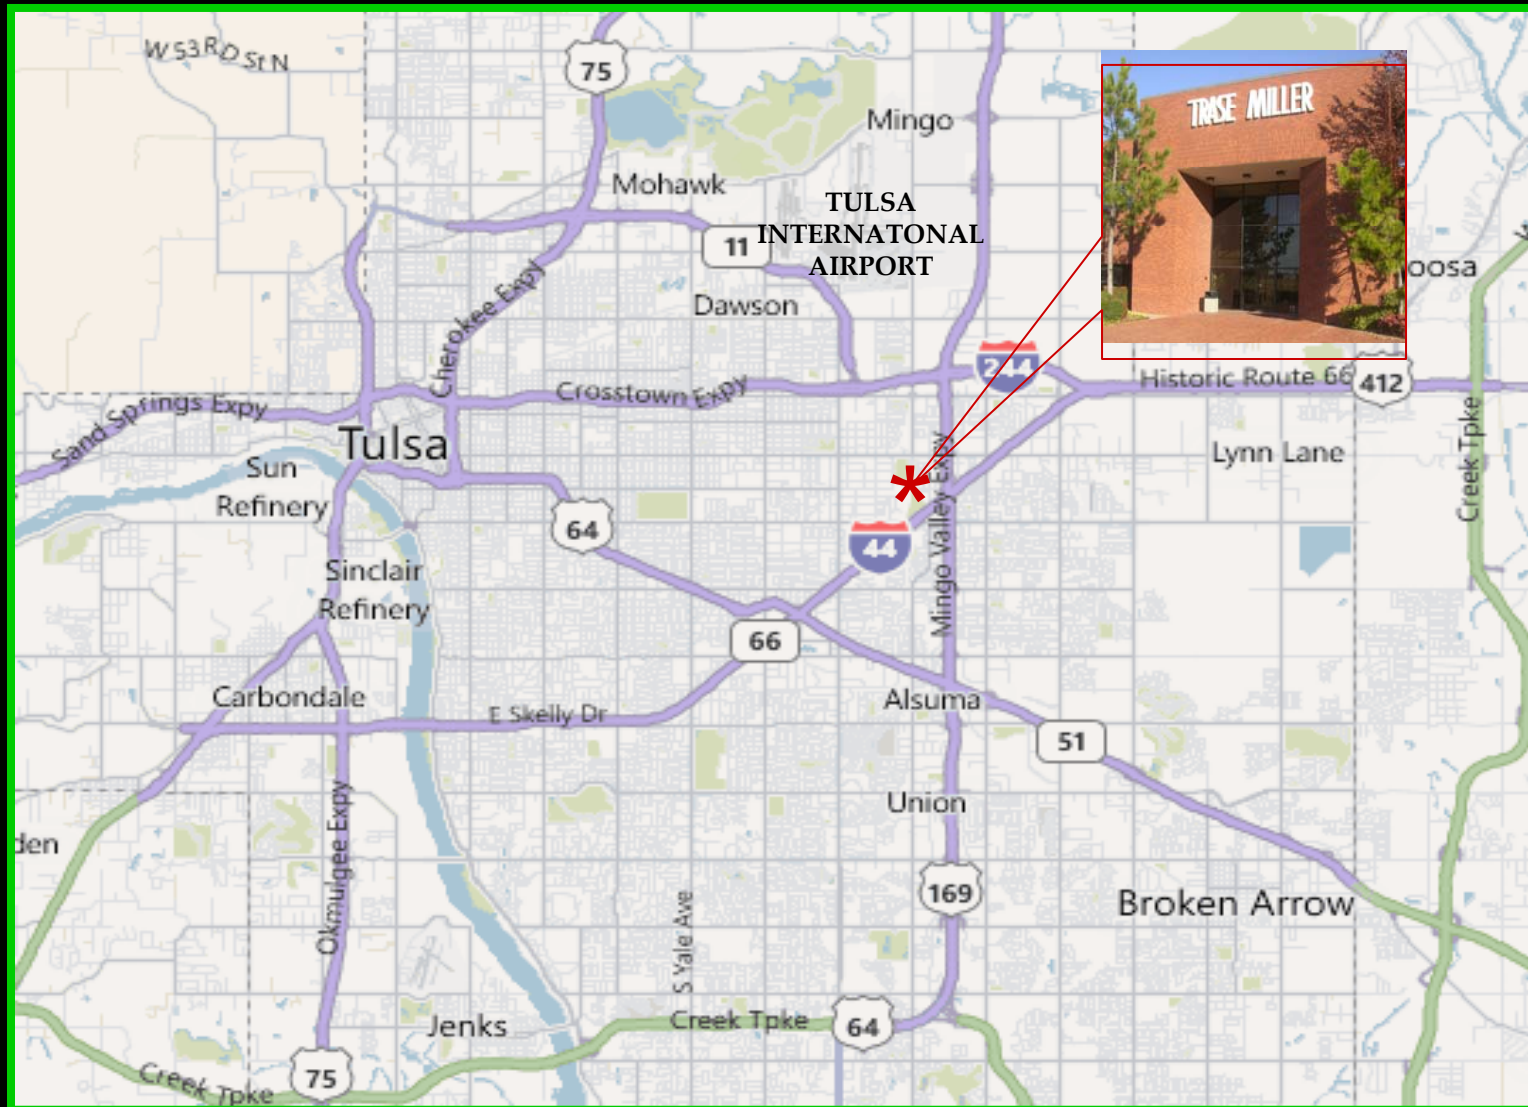 W 53RD St N
75
Mingo
TRASE MILLER
Mohawk
TULSA
INTERNATONAL
AIRPORT
11
oosa
Dawson
Cherokee Expy
244
Historic Route 66
412
Crosstown Expy
Sand Springs Expy
Tulsa
Lynn Lane
Creek Tpke
Sun
Refinery
*
Mingo Valley Expy
64
44
Sinclair
Refinery
66
Carbondale
Alsuma
E Skelly Dr
51
Union
Okmulgee Expy
den
169
Broken Arrow
S Yale Ave
Jenks
Creek Tpke
64
75
Creek Tpke